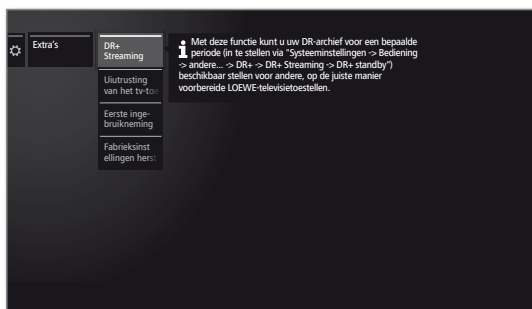 Extra's
DR+
Streaming
Uiutrusting
van het tv-toe
Eerste inge-
bruikneming
Fabrieksinst
ellingen herst
Met deze functie kunt u uw DR-archief voor een bepaalde
periode (in te stellen via "Systeeminstellingen -> Bediening
-> andere... -> DR+ -> DR+ Streaming -> DR+ standby")
beschikbaar stellen voor andere, op de juiste manier
voorbereide LOEWE-televisietoestellen.